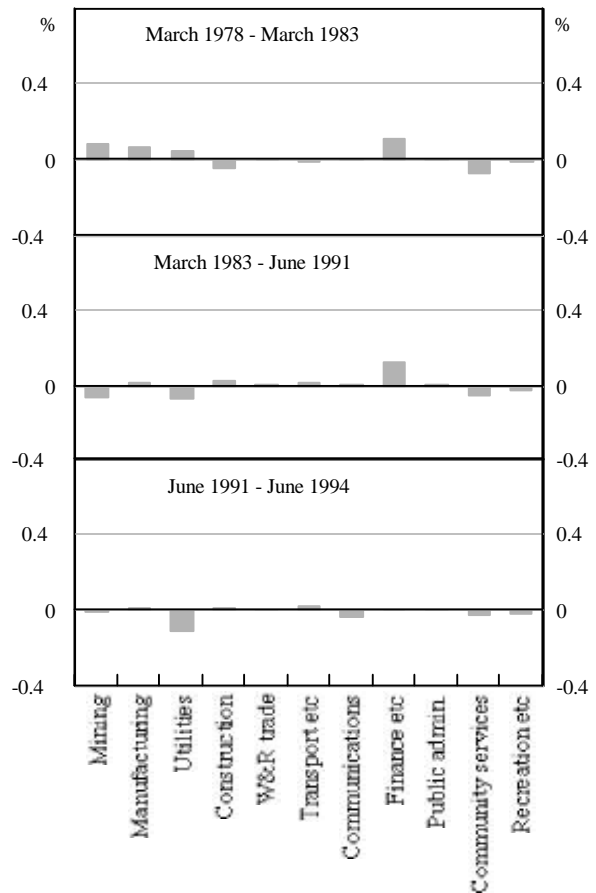 % %
March 1978 - March 1983
0.4 0.4
0 0
-0.4 -0.4
March 1983 - June 1991
0.4 0.4
0 0
-0.4 -0.4
June 1991 - June 1994
0.4 0.4
0 0
-0.4 -0.4
Mining
Manufacturing
Utilities
Construction
W&R trade
Transport etc
Communications
Finance etc
Public admin.
Community services
Recreation etc